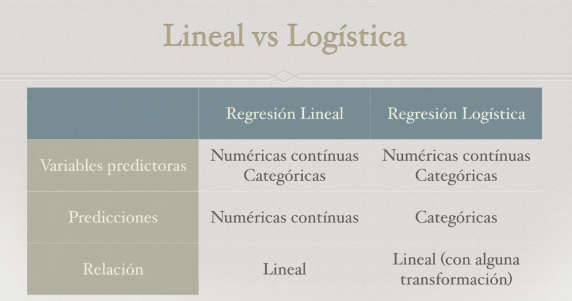 Lineal vs Logística
Regresión Lineal
Regresión Logística
Variables predictoras
Numéricas contínuas
Categóricas
Numéricas contínuas
Categóricas
Predicciones
Numéricas contínuas
Categóricas
Relación
Lineal
Lineal (con alguna
transformación)